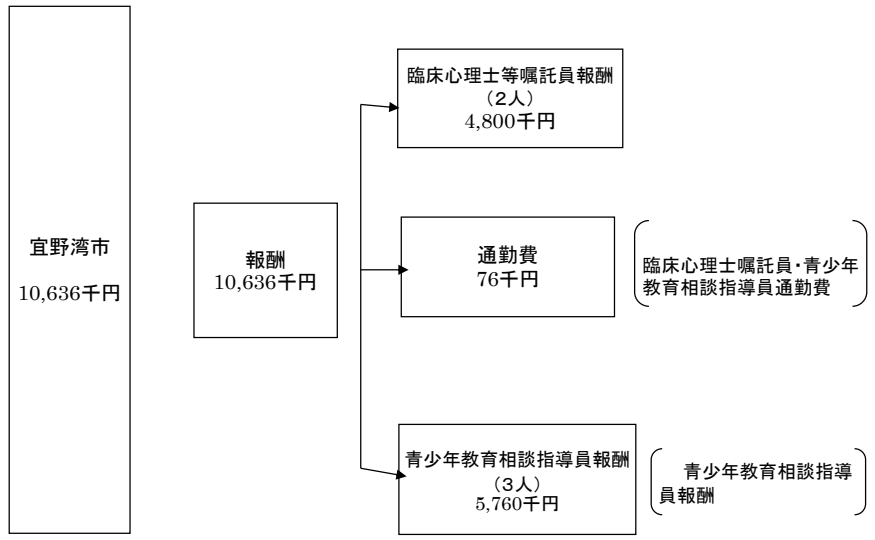 宜野湾市
10,636千円
報酬
10,636千円
臨床心理士等嘱託員報酬
（２人）
4,800千円
通勤費
76千円
臨床心理士嘱託員・青少年
教育相談指導員通勤費
青少年教育相談指導員報酬
（３人）
5,760千円
青少年教育相談指導
員報酬